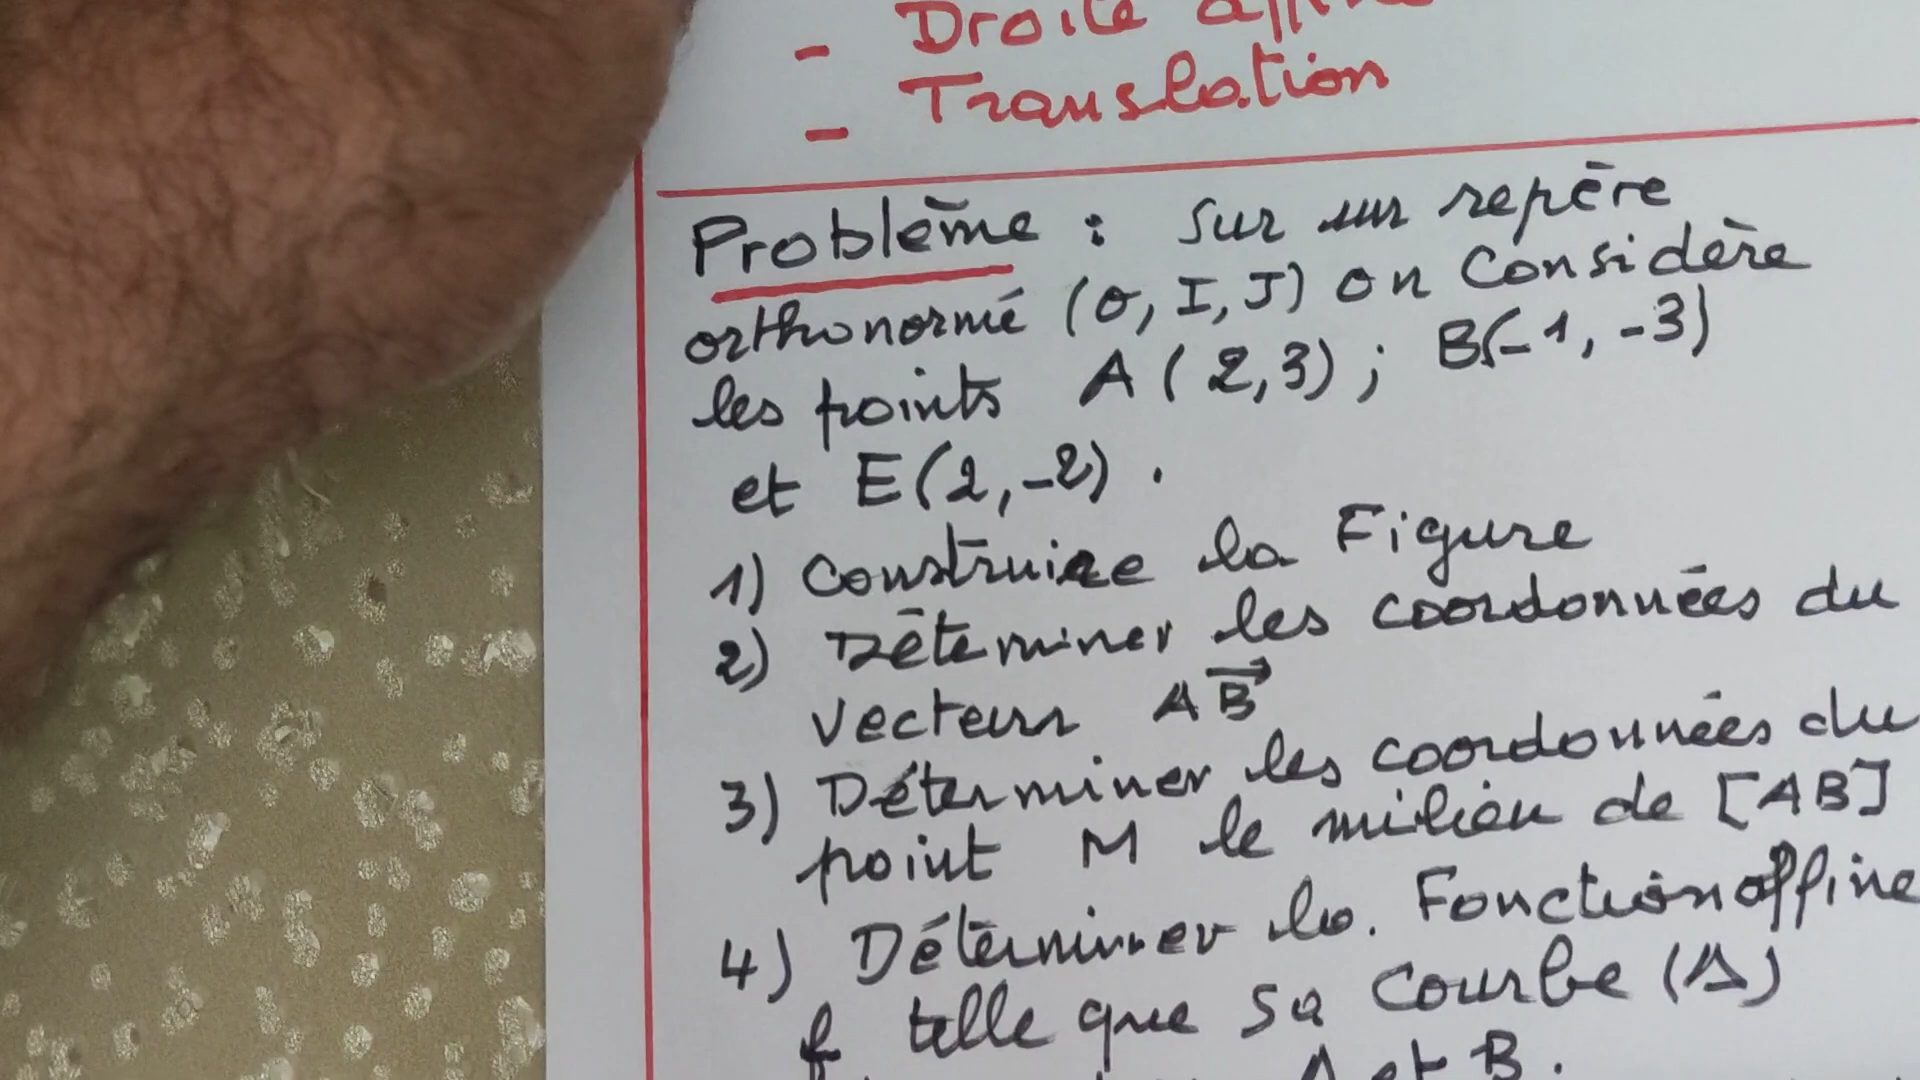 - Droite
- Translation
Problème : Sur un repère
orthonormé (O, I, J) on Considère
les points A (2,3) ; B(-1, -3)
et E(2,-2) .
1) Construire la Figure
2) Déterminer les coordonnées du
vecteur AB
3) Déterminer les coordonnées du
point M le milieu de [AB]
4) Déterminer la Fonction affine
f telle que sa Courbe (Δ)
A et B.